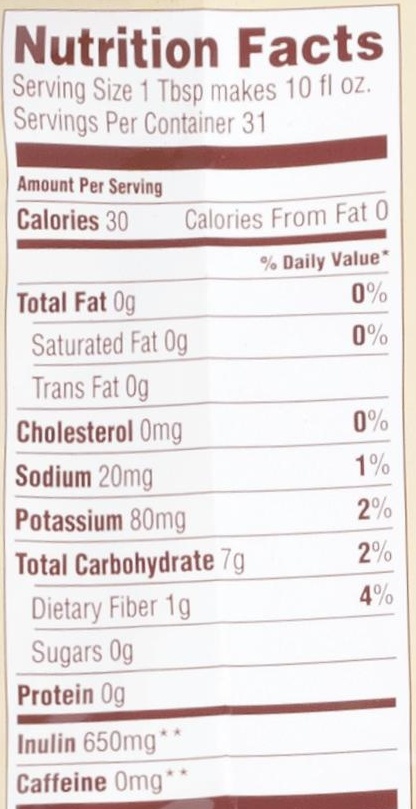 Nutrition Facts
Serving Size 1 Tbsp makes 10 fl oz.
Servings Per Container 31
Amount Per Serving
Calories 30 Calories From Fat 0
% Daily Value*
Total Fat 0g 0%
Saturated Fat 0g 0%
Trans Fat 0g
Cholesterol 0mg 0%
Sodium 20mg 1%
Potassium 80mg 2%
Total Carbohydrate 7g 2%
Dietary Fiber 1g 4%
Sugars 0g
Protein 0g
Inulin 650mg**
Caffeine 0mg**